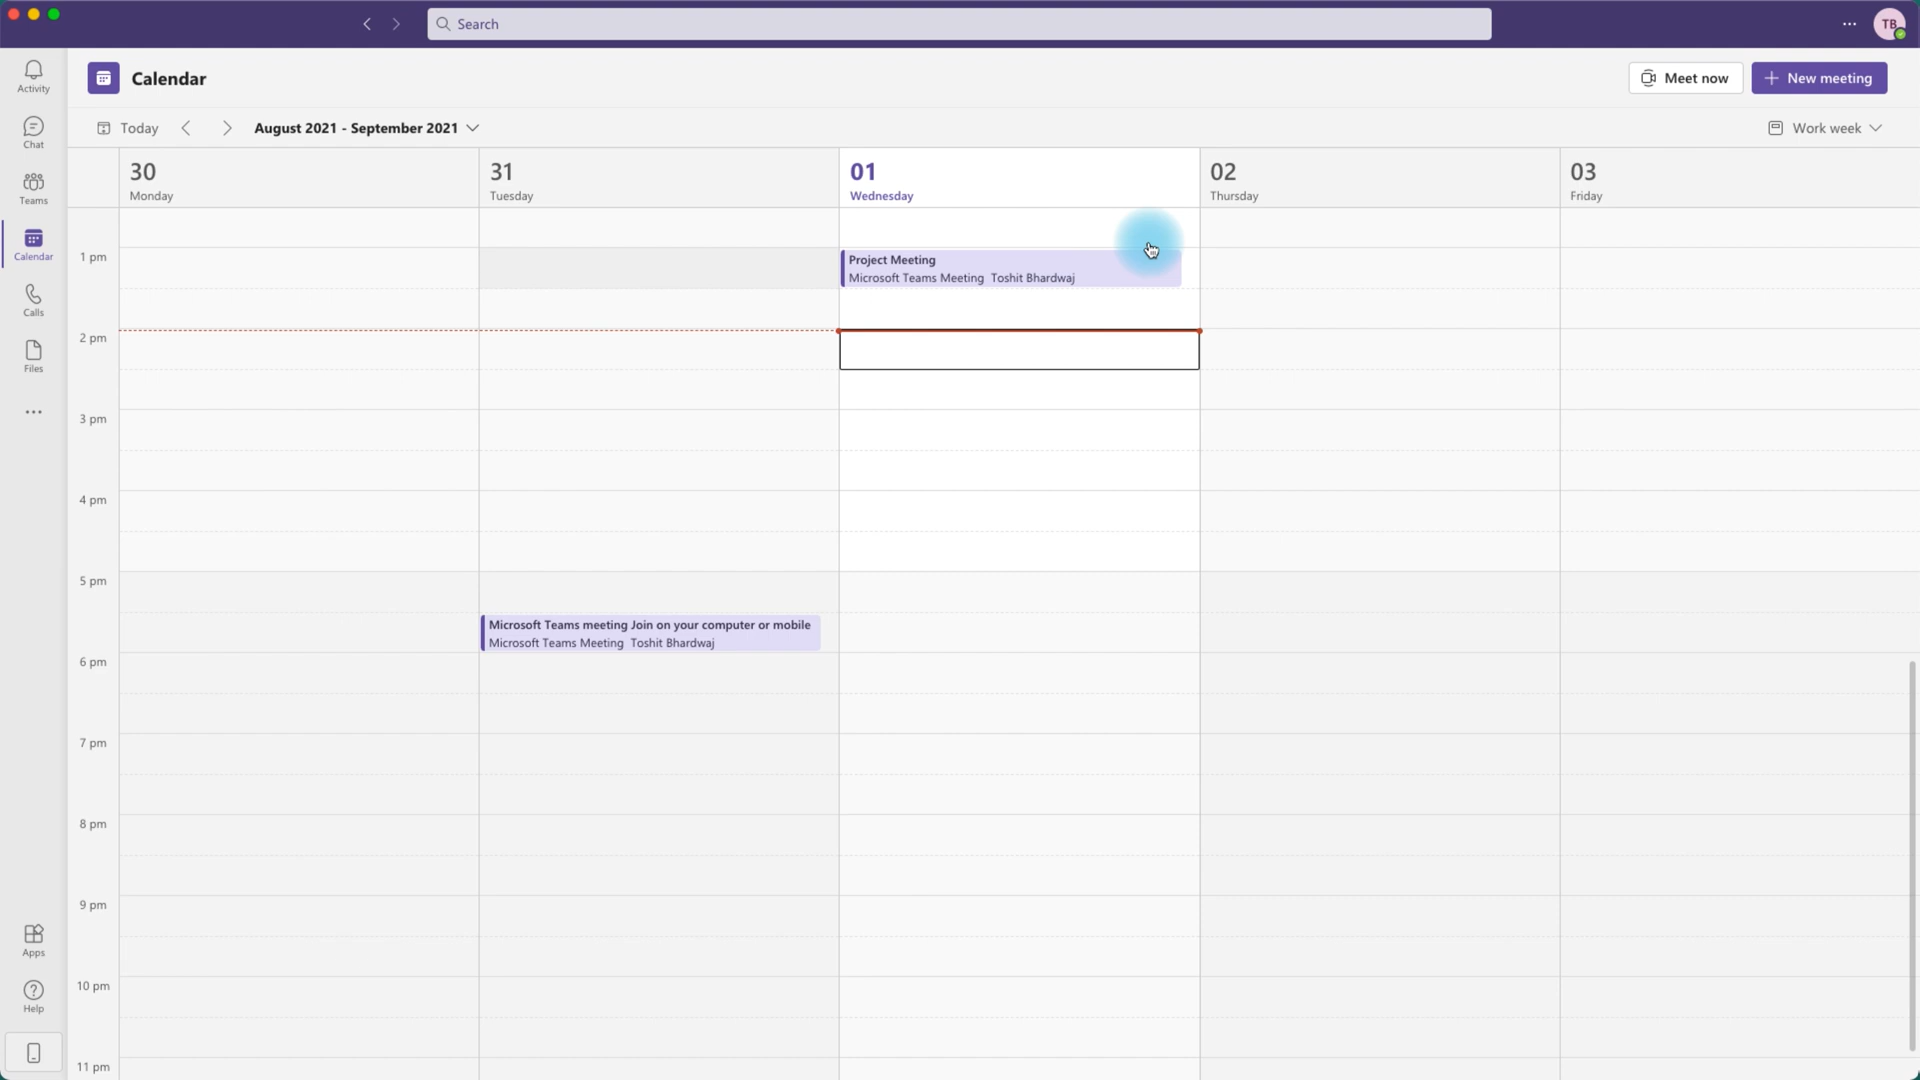 Search
TB
Activity
Chat
Teams
Calendar
Calls
Files
Apps
Help
Calendar
Meet now
New meeting
Today
August 2021 - September 2021
Work week
30
Monday
31
Tuesday
01
Wednesday
02
Thursday
03
Friday
1 pm
Project Meeting
Microsoft Teams Meeting Toshit Bhardwaj
2 pm
3 pm
4 pm
5 pm
Microsoft Teams meeting Join on your computer or mobile
Microsoft Teams Meeting Toshit Bhardwaj
6 pm
7 pm
8 pm
9 pm
10 pm
11 pm